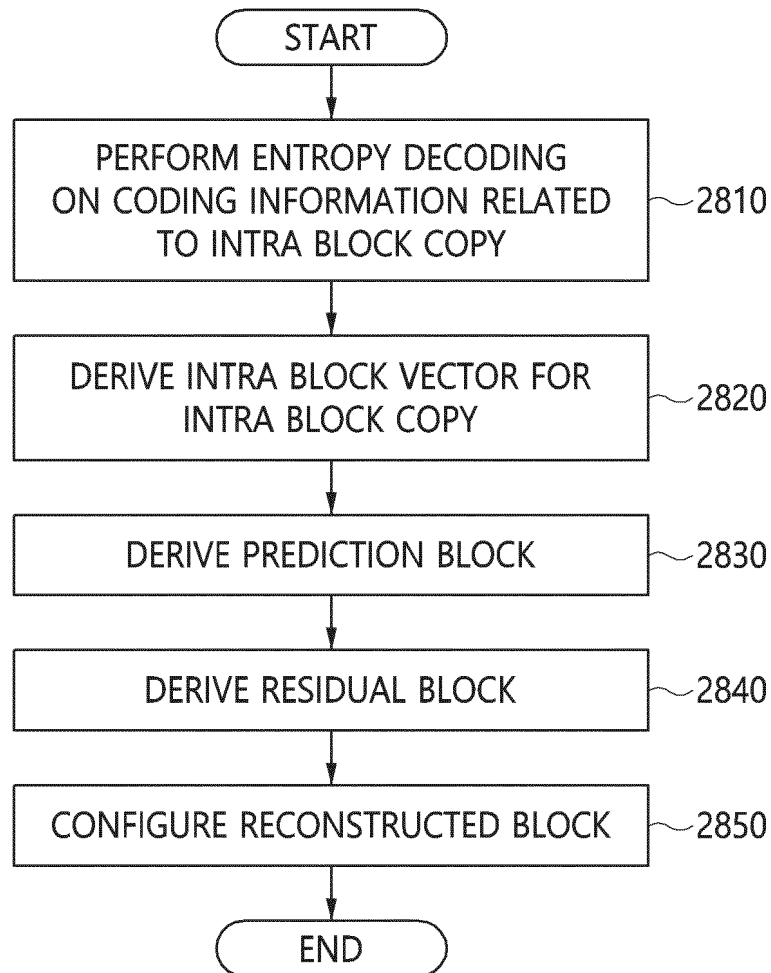 START
PERFORM ENTROPY DECODING
ON CODING INFORMATION RELATED
TO INTRA BLOCK COPY
2810
DERIVE INTRA BLOCK VECTOR FOR
INTRA BLOCK COPY
2820
DERIVE PREDICTION BLOCK
2830
DERIVE RESIDUAL BLOCK
2840
CONFIGURE RECONSTRUCTED BLOCK
2850
END